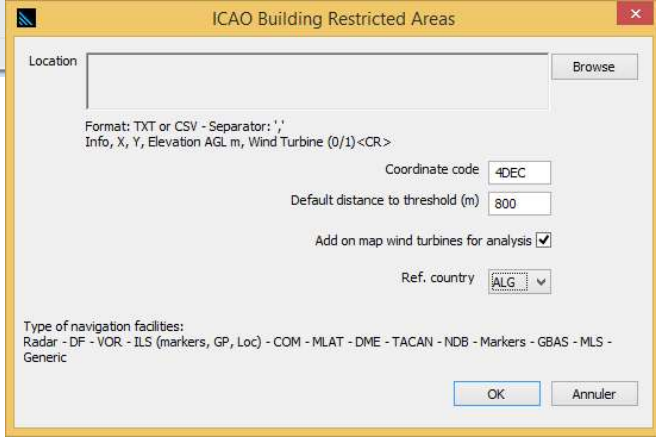 ICAO Building Restricted Areas
Location
Browse
Format: TXT or CSV - Separator: ','
Info, X, Y, Elevation AGL m, Wind Turbine (0/1)<CR>
Coordinate code 4DEC
Default distance to threshold (m) 800
Add on map wind turbines for analysis
Ref. country ALG
Type of navigation facilities:
Radar - DF - VOR - ILS (markers, GP, Loc) - COM - MLAT - DME - TACAN - NDB - Markers - GBAS - MLS -
Generic
OK Annuler